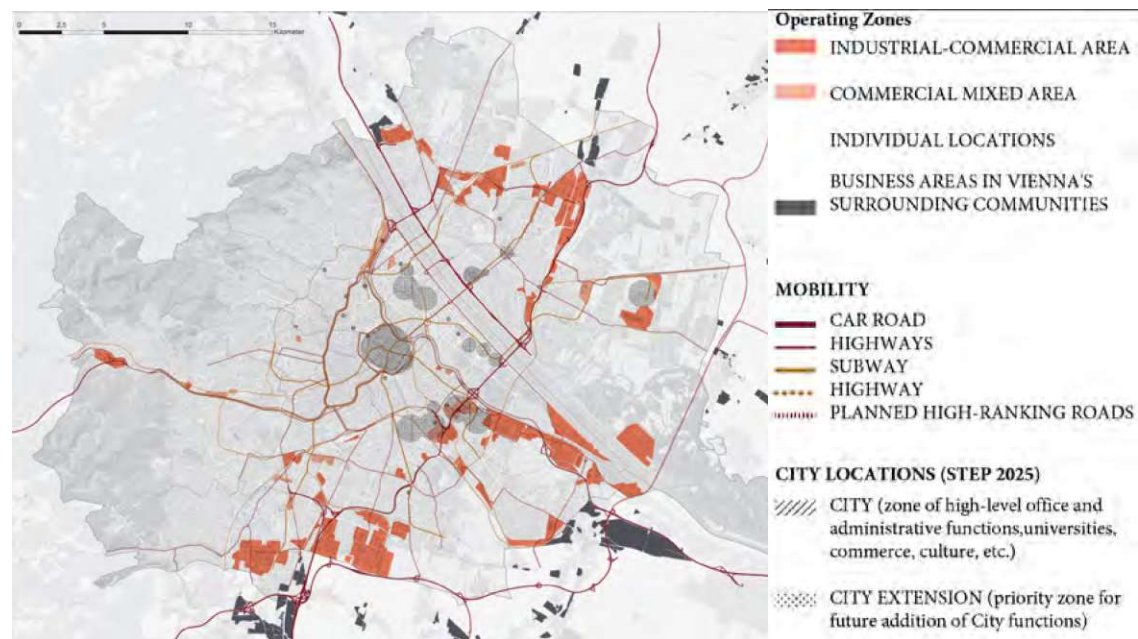 0 2,5 5 10 15
Kilometer
Operating Zones
INDUSTRIAL-COMMERCIAL AREA
COMMERCIAL MIXED AREA
INDIVIDUAL LOCATIONS
BUSINESS AREAS IN VIENNA'S
SURROUNDING COMMUNITIES
MOBILITY
CAR ROAD
HIGHWAYS
SUBWAY
HIGHWAY
PLANNED HIGH-RANKING ROADS
CITY LOCATIONS (STEP 2025)
CITY (zone of high-level office and
administrative functions,universities,
commerce, culture, etc.)
CITY EXTENSION (priority zone for
future addition of City functions)